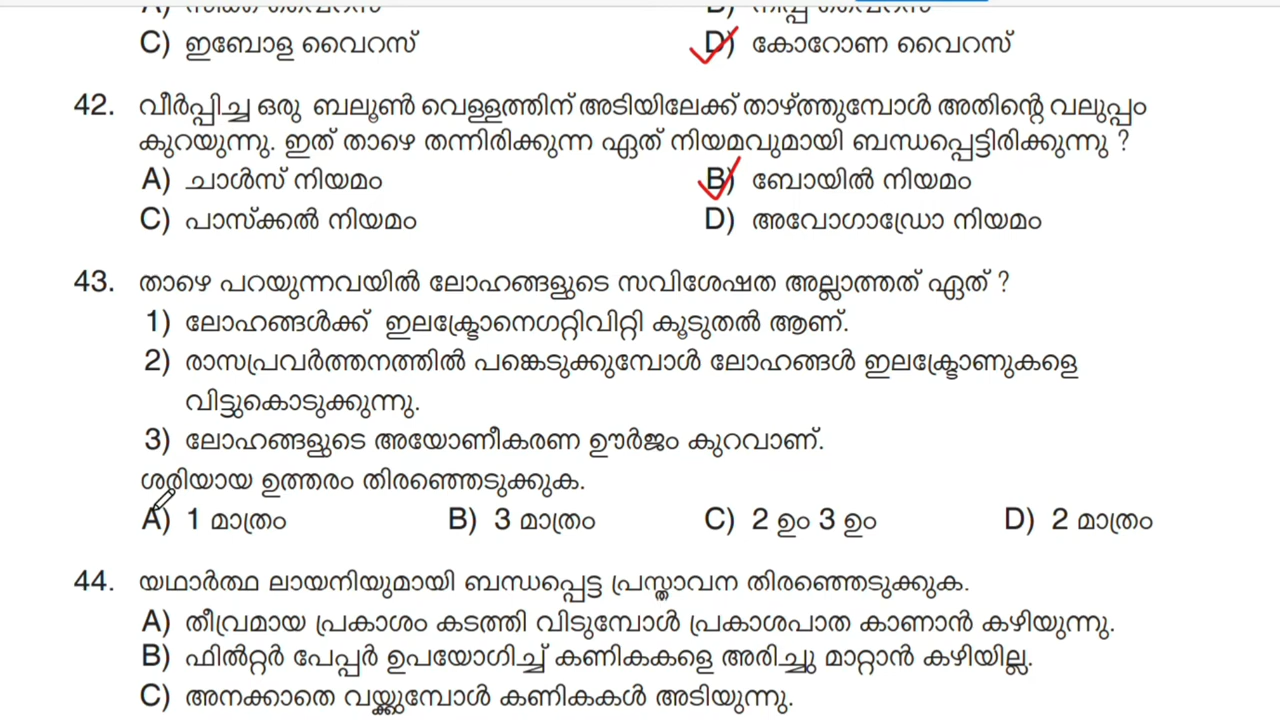 C) ഇബോള വൈറസ് D) കോറോണ വൈറസ്
42. വീർപ്പിച്ച ഒരു ബലൂൺ വെള്ളത്തിന് അടിയിലേക്ക് താഴ്ത്തുമ്പോൾ അതിന്റെ വലുപ്പം
കുറയുന്നു. ഇത് താഴെ തന്നിരിക്കുന്ന ഏത് നിയമവുമായി ബന്ധപ്പെട്ടിരിക്കുന്നു ?
A) ചാൾസ് നിയമം B) ബോയിൽ നിയമം
C) പാസ്ക്കൽ നിയമം D) അവോഗാഡ്രോ നിയമം
43. താഴെ പറയുന്നവയിൽ ലോഹങ്ങളുടെ സവിശേഷത അല്ലാത്തത് ഏത് ?
1) ലോഹങ്ങൾക്ക് ഇലക്ട്രോനെഗറ്റിവിറ്റി കൂടുതൽ ആണ്.
2) രാസപ്രവർത്തനത്തിൽ പങ്കെടുക്കുമ്പോൾ ലോഹങ്ങൾ ഇലക്ട്രോണുകളെ
വിട്ടുകൊടുക്കുന്നു.
3) ലോഹങ്ങളുടെ അയോണീകരണ ഊർജം കുറവാണ്.
ശരിയായ ഉത്തരം തിരഞ്ഞെടുക്കുക.
A) 1 മാത്രം B) 3 മാത്രം C) 2 ഉം 3 ഉം D) 2 മാത്രം
44. യഥാർത്ഥ ലായനിയുമായി ബന്ധപ്പെട്ട പ്രസ്താവന തിരഞ്ഞെടുക്കുക.
A) തീവ്രമായ പ്രകാശം കടത്തി വിടുമ്പോൾ പ്രകാശപാത കാണാൻ കഴിയുന്നു.
B) ഫിൽറ്റർ പേപ്പർ ഉപയോഗിച്ച് കണികകളെ അരിച്ചു മാറ്റാൻ കഴിയില്ല.
C) അനക്കാതെ വയ്ക്കുമ്പോൾ കണികകൾ അടിയുന്നു.